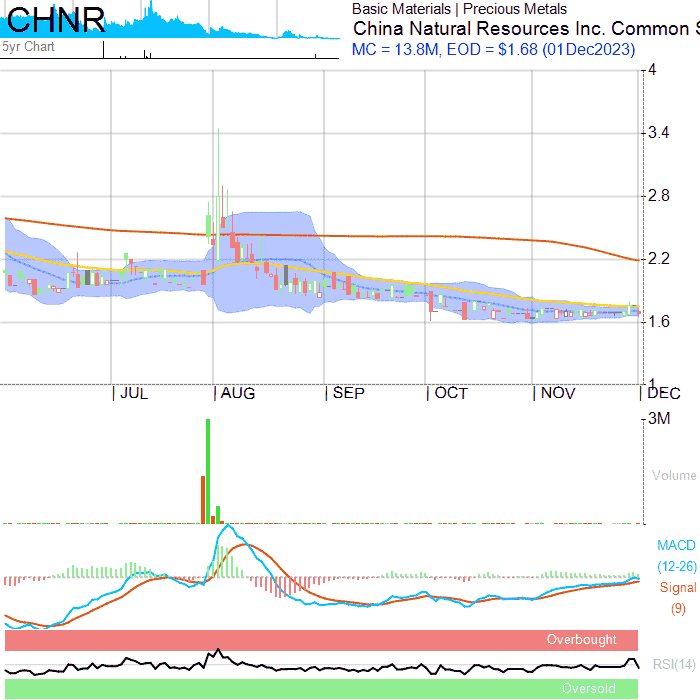 CHNR
5yr Chart
Basic Materials | Precious Metals
China Natural Resources Inc. Common S
MC = 13.8M, EOD = $1.68 (01Dec2023)
4
3.4
2.8
2.2
1.6
1
JUL AUG SEP OCT NOV DEC
3M
Volume
MACD
(12-26)
Signal
(9)
Overbought
RSI(14)
Oversold